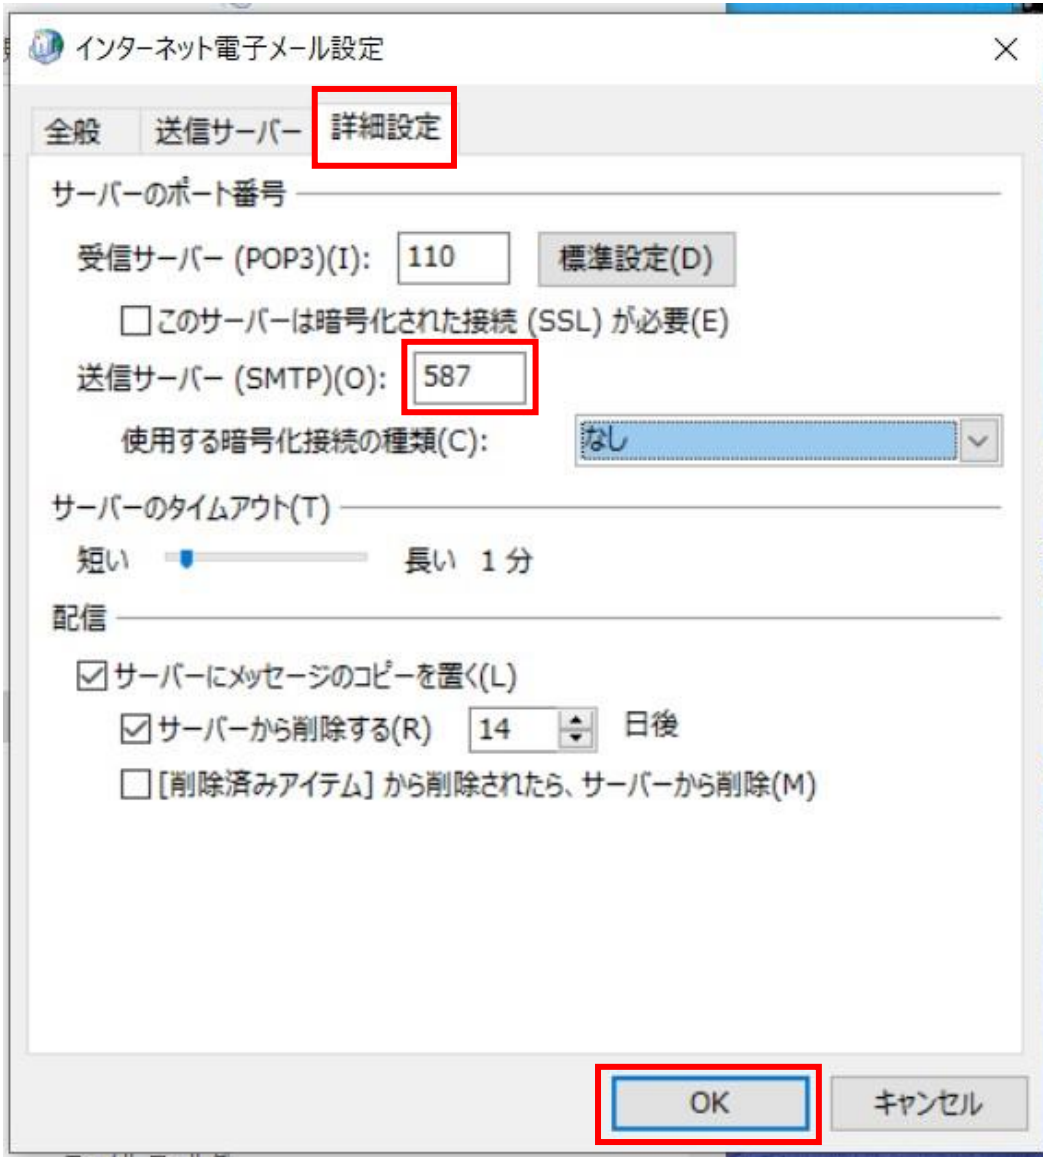 インターネット電子メール設定
全般 送信サーバー 詳細設定
サーバーのポート番号
受信サーバー (POP3)(I): 110 標準設定(D)
このサーバーは暗号化された接続 (SSL) が必要(E)
送信サーバー (SMTP)(O): 587
使用する暗号化接続の種類(C): なし
サーバーのタイムアウト(T)
短い 長い 1 分
配信
サーバーにメッセージのコピーを置く(L)
サーバーから削除する(R) 14 日後
[削除済みアイテム] から削除されたら、サーバーから削除(M)
OK キャンセル